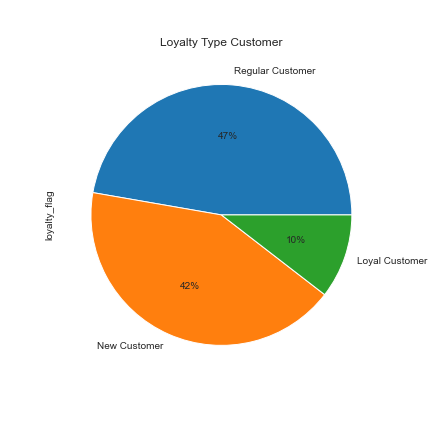 Loyalty Type Customer
Regular Customer
47%
loyalty_flag
10%
Loyal Customer
42%
New Customer